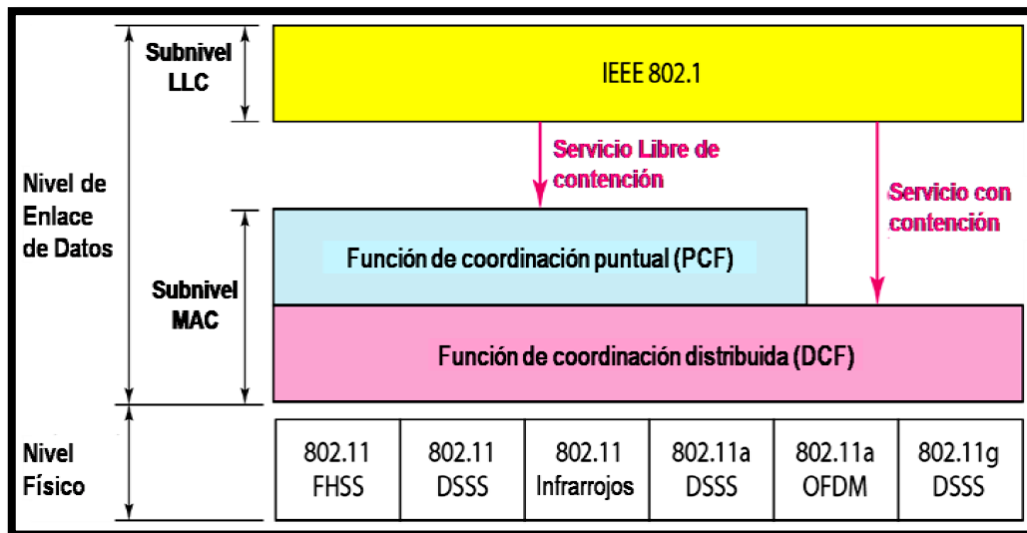 Subnivel
LLC
IEEE 802.1
Servicio Libre de
contención
Servicio con
contención
Nivel de
Enlace
de Datos
Subnivel
MAC
Función de coordinación puntual (PCF)
Función de coordinación distribuida (DCF)
Nivel
Físico
802.11
FHSS
802.11
DSSS
802.11
Infrarrojos
802.11a
DSSS
802.11a
OFDM
802.11g
DSSS